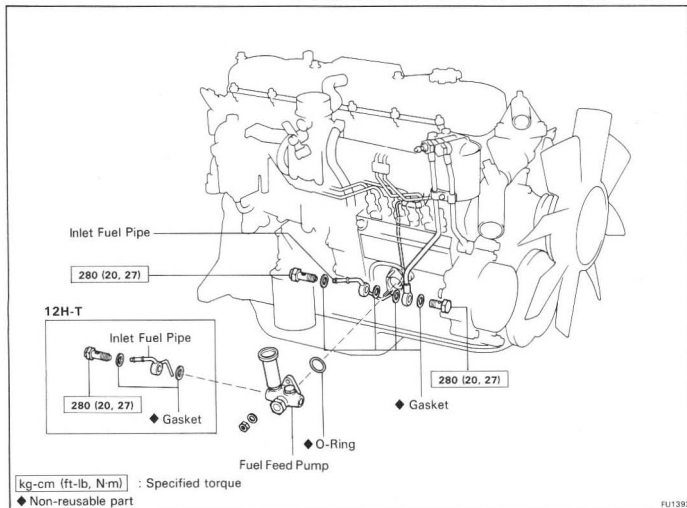 Inlet Fuel Pipe
280 (20, 27)
12H-T
Inlet Fuel Pipe
280 (20, 27)
◆ Gasket
280 (20, 27)
◆ Gasket
◆ O-Ring
Fuel Feed Pump
kg-cm (ft-lb, N·m) : Specified torque
◆ Non-reusable part